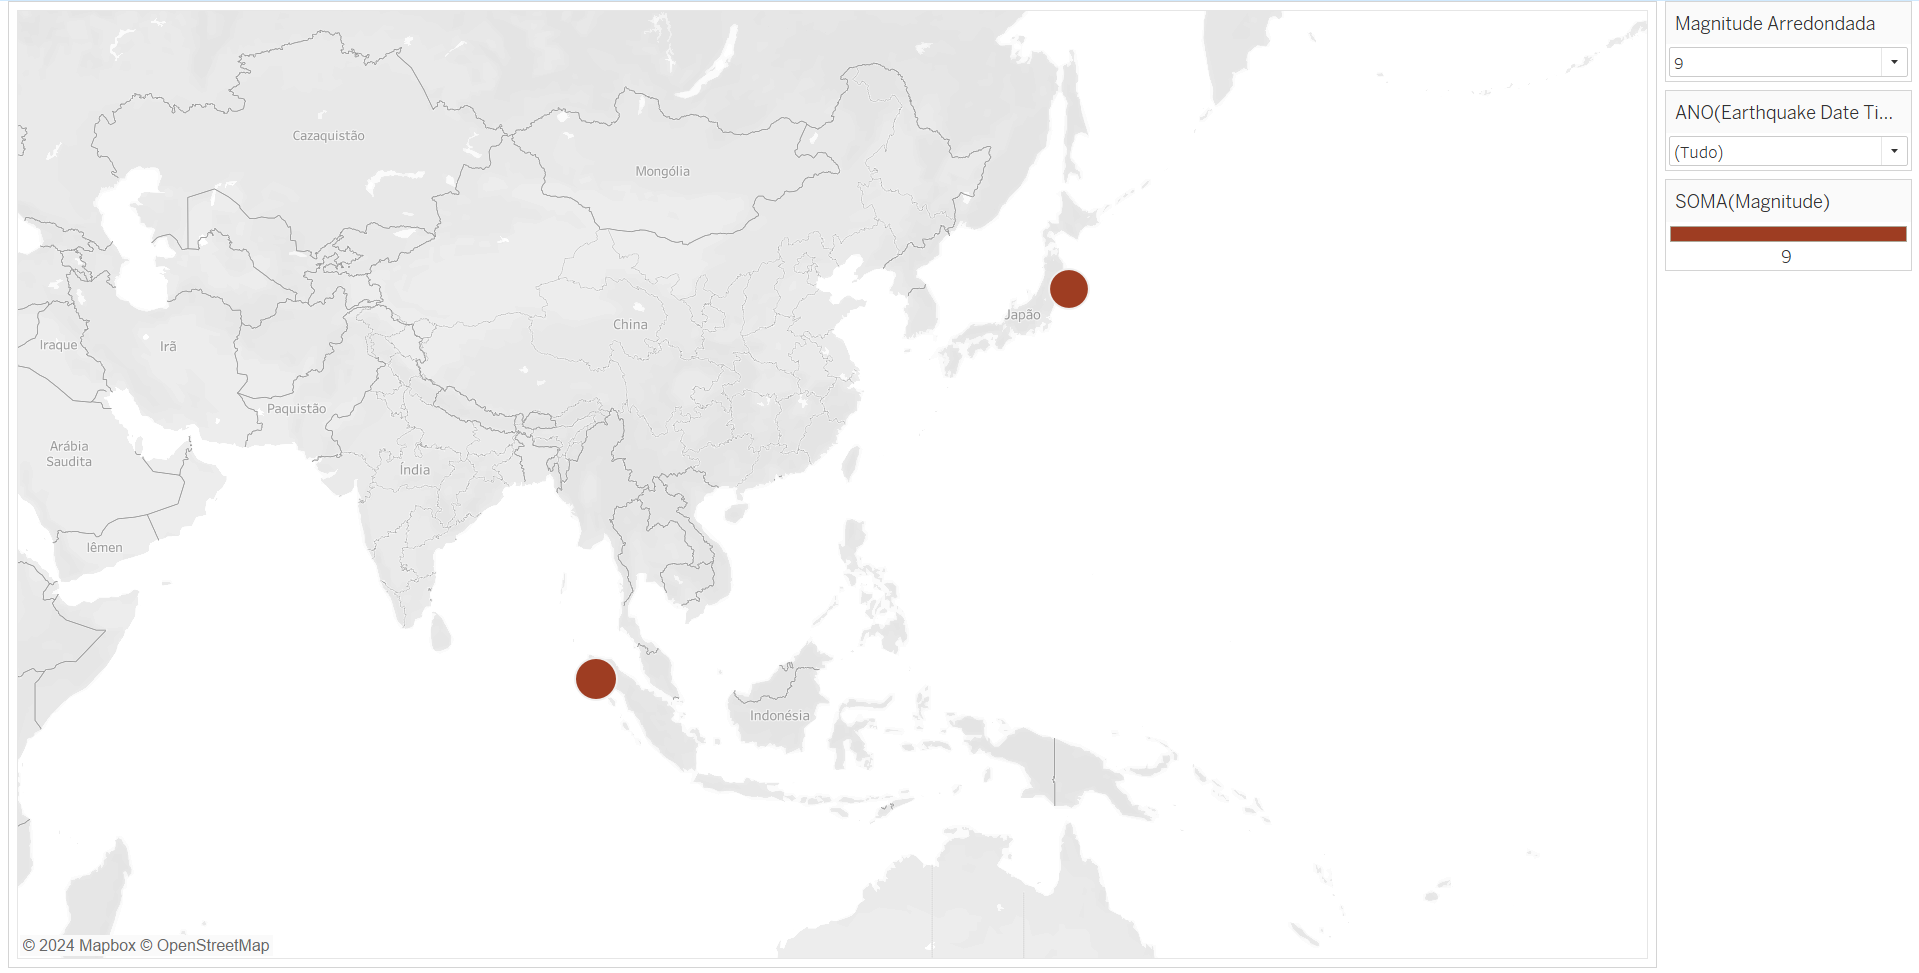 Cazaquistão
Mongólia
China
Japão
Iraque
Irã
Paquistão
Arábia
Saudita
Índia
Iêmen
Indonésia
© 2024 Mapbox © OpenStreetMap
Magnitude Arredondada
9
ANO(Earthquake Date Ti...
(Tudo)
SOMA(Magnitude)
9